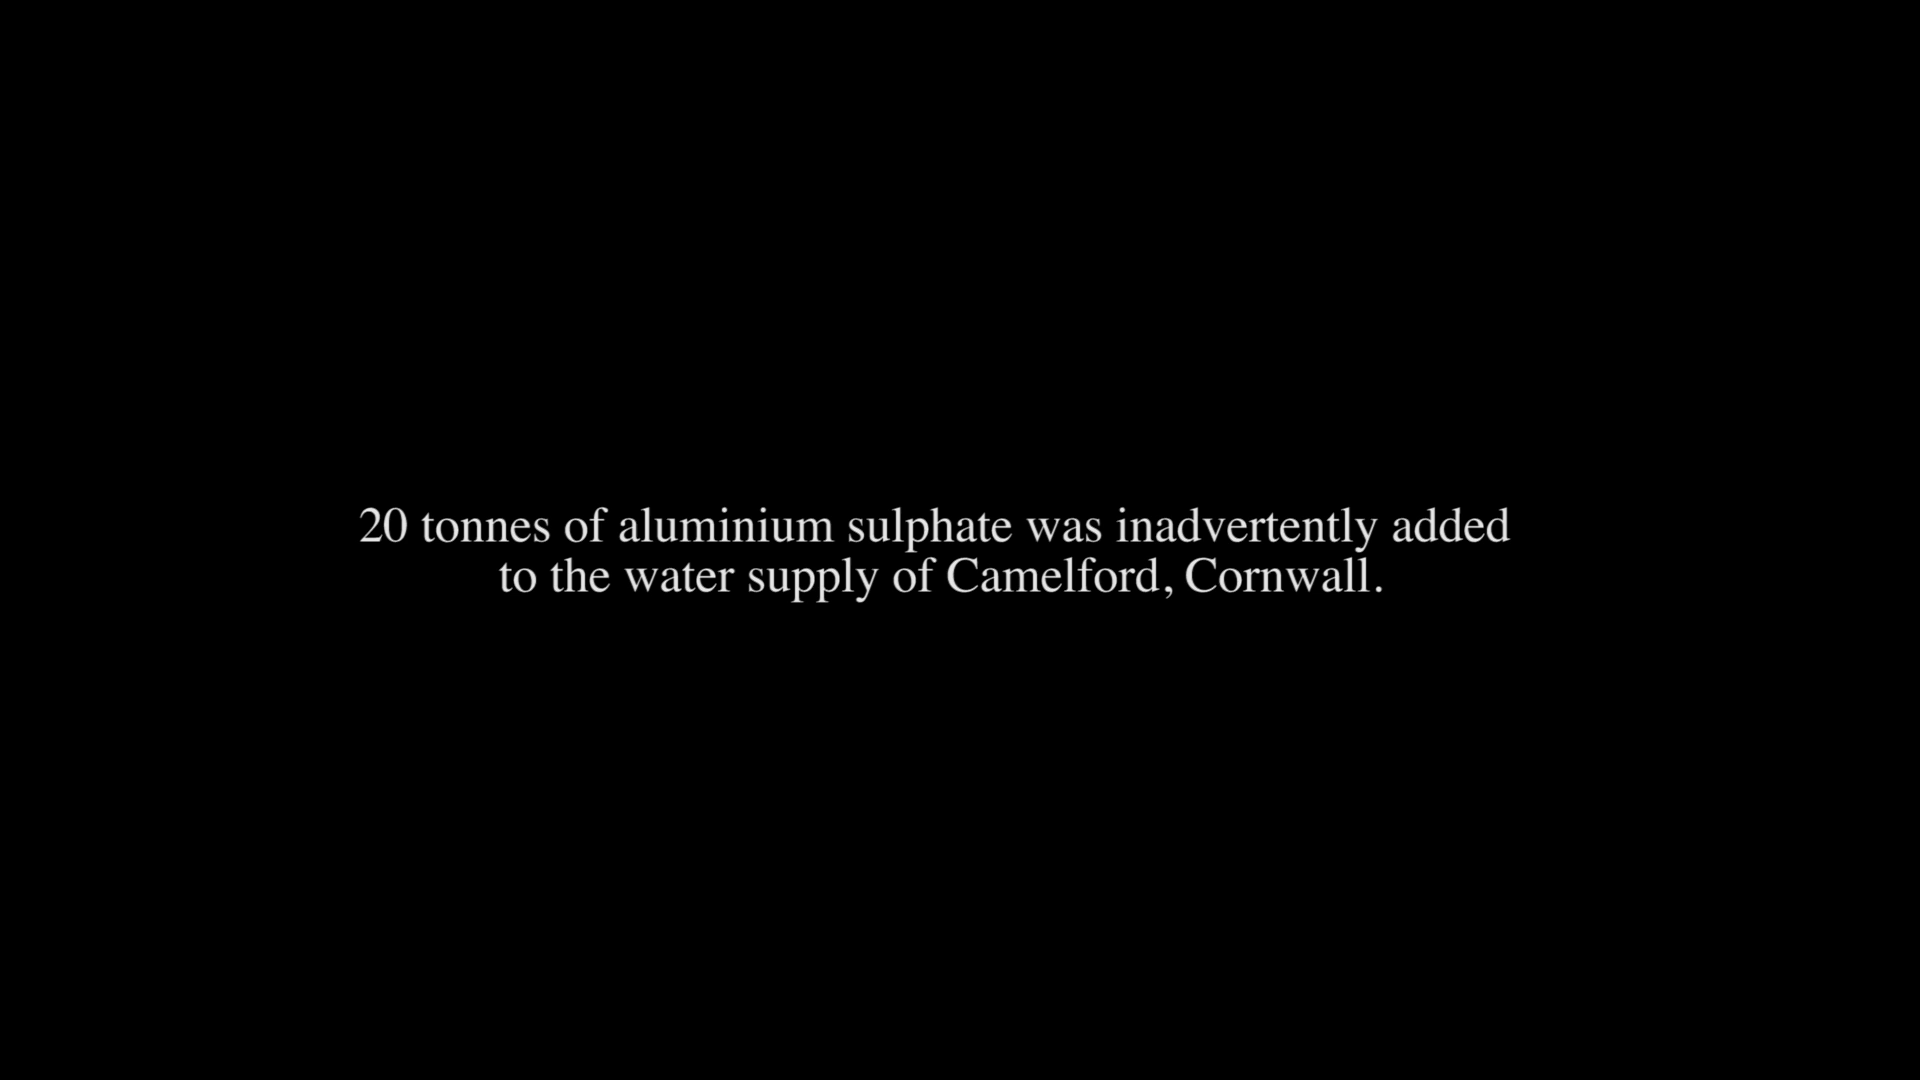 20 tonnes of aluminium sulphate was inadvertently added
to the water supply of Camelford, Cornwall.